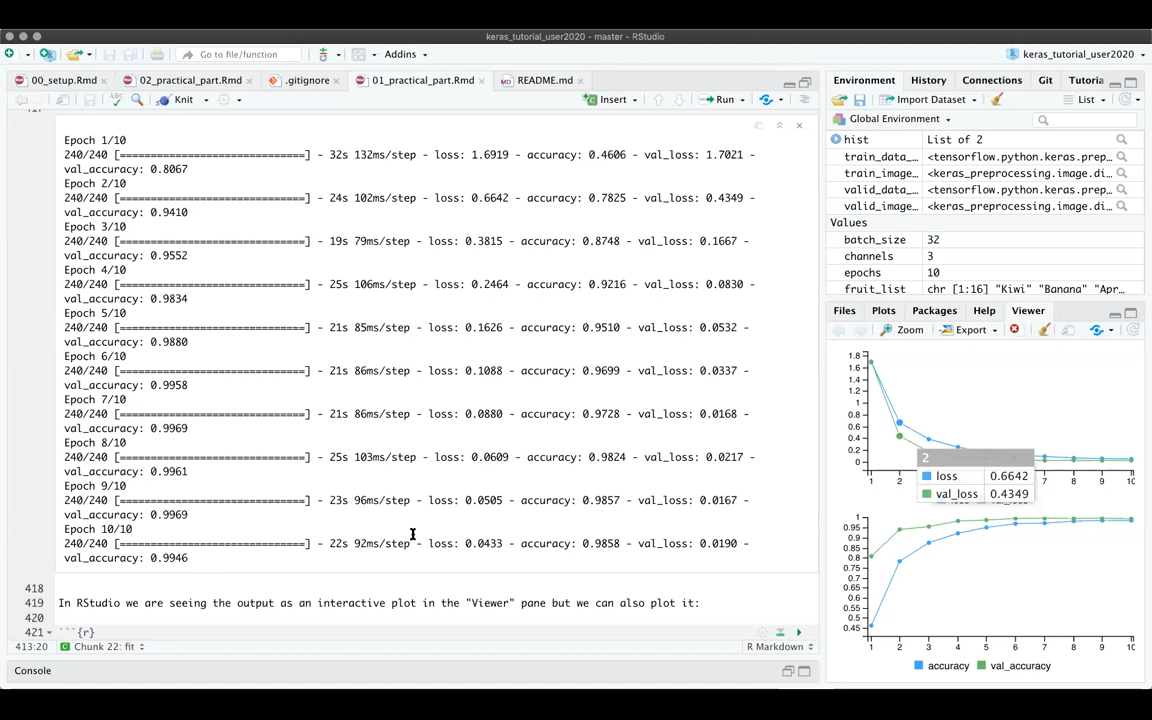 keras_tutorial_user2020 - master - RStudio
Go to file/function
Addins
keras_tutorial_user2020
00_setup.Rmd
02_practical_part.Rmd
.gitignore
01_practical_part.Rmd
README.md
Knit
Insert
Run
Epoch 1/10
240/240 [==============================] - 32s 132ms/step - loss: 1.6919 - accuracy: 0.4606 - val_loss: 1.7021 -
val_accuracy: 0.8067
Epoch 2/10
240/240 [==============================] - 24s 102ms/step - loss: 0.6642 - accuracy: 0.7825 - val_loss: 0.4349 -
val_accuracy: 0.9410
Epoch 3/10
240/240 [==============================] - 19s 79ms/step - loss: 0.3815 - accuracy: 0.8748 - val_loss: 0.1667 -
val_accuracy: 0.9552
Epoch 4/10
240/240 [==============================] - 25s 106ms/step - loss: 0.2464 - accuracy: 0.9216 - val_loss: 0.0830 -
val_accuracy: 0.9834
Epoch 5/10
240/240 [==============================] - 21s 85ms/step - loss: 0.1626 - accuracy: 0.9510 - val_loss: 0.0532 -
val_accuracy: 0.9880
Epoch 6/10
240/240 [==============================] - 21s 86ms/step - loss: 0.1088 - accuracy: 0.9699 - val_loss: 0.0337 -
val_accuracy: 0.9958
Epoch 7/10
240/240 [==============================] - 21s 86ms/step - loss: 0.0880 - accuracy: 0.9728 - val_loss: 0.0168 -
val_accuracy: 0.9969
Epoch 8/10
240/240 [==============================] - 25s 103ms/step - loss: 0.0609 - accuracy: 0.9824 - val_loss: 0.0217 -
val_accuracy: 0.9961
Epoch 9/10
240/240 [==============================] - 23s 96ms/step - loss: 0.0505 - accuracy: 0.9857 - val_loss: 0.0167 -
val_accuracy: 0.9969
Epoch 10/10
240/240 [==============================] - 22s 92ms/step - loss: 0.0433 - accuracy: 0.9858 - val_loss: 0.0190 -
val_accuracy: 0.9946
418
419 In RStudio we are seeing the output as an interactive plot in the "Viewer" pane but we can also plot it:
420
421 ```{r}
413:20 Chunk 22: fit R Markdown
Console
Environment History Connections Git Tutoria
Import Dataset List
Global Environment
hist List of 2
train_data_… <tensorflow.python.keras.prep…
train_image… <keras_preprocessing.image.di…
valid_data_… <tensorflow.python.keras.prep…
valid_image… <keras_preprocessing.image.di…
Values
batch_size 32
channels 3
epochs 10
fruit_list chr [1:16] "Kiwi" "Banana" "Apr…
Files Plots Packages Help Viewer
Zoom Export
1.8
1.6
1.4
1.2
1
0.8
0.6
0.4
0.2
0
1 2
2
loss 0.6642
val_loss 0.4349
7 8 9 10
1
0.95
0.9
0.85
0.8
0.75
0.7
0.65
0.6
0.55
0.5
0.45
1 2 3 4 5 6 7 8 9 10
accuracy val_accuracy